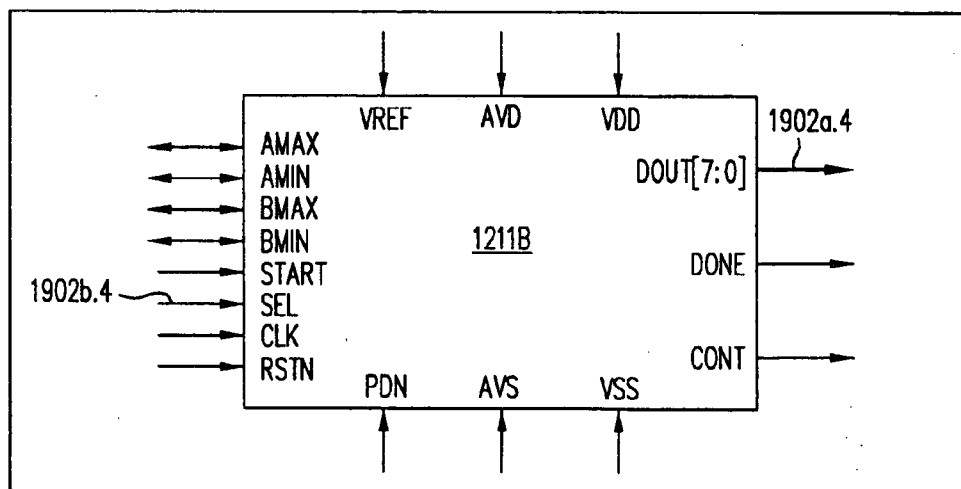 VREF AVD VDD
1902a.4
AMAX
AMIN
BMAX
BMIN
START
SEL
CLK
RSTN
1902b.4
1211B
DOUT[7:0]
DONE
CONT
PDN AVS VSS